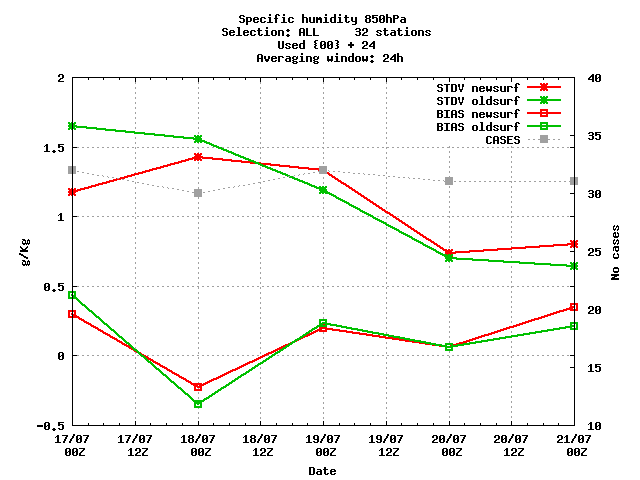 Specific humidity 850hPa
Selection: ALL     32 stations
Used {00} + 24
Averaging window: 24h
2
1.5
1
0.5
0
-0.5
g/Kg
40
35
30
25
20
15
10
No cases
STDV newsurf
STDV oldsurf
BIAS newsurf
BIAS oldsurf
CASES
17/07 17/07 18/07 18/07 19/07 19/07 20/07 20/07 21/07
00Z 12Z 00Z 12Z 00Z 12Z 00Z 12Z 00Z
Date